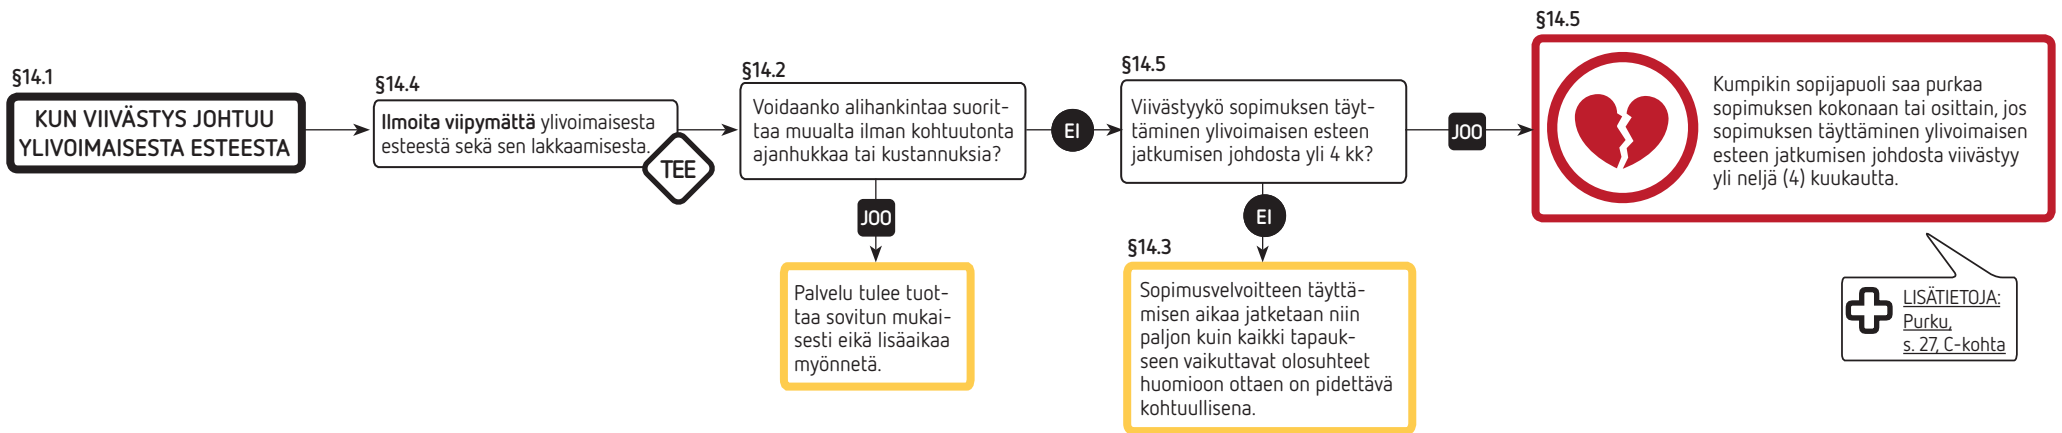 §14.1
KUN VIIVÄSTYS JOHTUU
YLIVOIMAISESTA ESTEESTA
§14.4
Ilmoita viipymättä ylivoimaisesta
esteestä sekä sen lakkaamisesta.
TEE
§14.2
Voidaanko alihankintaa suorit-
taa muualta ilman kohtuutonta
ajanhukkaa tai kustannuksia?
JOO
Palvelu tulee tuot-
taa sovitun mukai-
sesti eikä lisäaikaa
myönnetä.
EI
§14.5
Viivästyykö sopimuksen täyt-
täminen ylivoimaisen esteen
jatkumisen johdosta yli 4 kk?
EI
§14.3
Sopimusvelvoitteen täyttä-
misen aikaa jatketaan niin
paljon kuin kaikki tapauk-
seen vaikuttavat olosuhteet
huomioon ottaen on pidettävä
kohtuullisena.
JOO
§14.5
Kumpikin sopijapuoli saa purkaa
sopimuksen kokonaan tai osittain, jos
sopimuksen täyttäminen ylivoimaisen
esteen jatkumisen johdosta viivästyy
yli neljä (4) kuukautta.
LISÄTIETOJA:
Purku,
s. 27, C-kohta